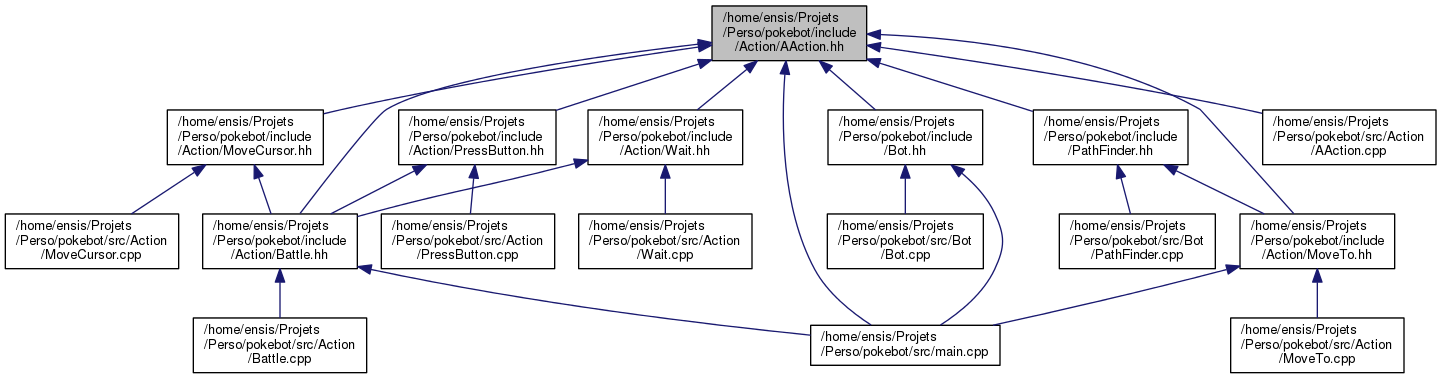 /home/ensis/Projets
/Perso/pokebot/include
/Action/AAction.hh
/home/ensis/Projets
/Perso/pokebot/include
/Action/MoveCursor.hh
/home/ensis/Projets
/Perso/pokebot/include
/Action/PressButton.hh
/home/ensis/Projets
/Perso/pokebot/include
/Action/Wait.hh
/home/ensis/Projets
/Perso/pokebot/include
/Bot.hh
/home/ensis/Projets
/Perso/pokebot/include
/PathFinder.hh
/home/ensis/Projets
/Perso/pokebot/src/Action
/AAction.cpp
/home/ensis/Projets
/Perso/pokebot/src/Action
/MoveCursor.cpp
/home/ensis/Projets
/Perso/pokebot/include
/Action/Battle.hh
/home/ensis/Projets
/Perso/pokebot/src/Action
/PressButton.cpp
/home/ensis/Projets
/Perso/pokebot/src/Action
/Wait.cpp
/home/ensis/Projets
/Perso/pokebot/src/Bot
/Bot.cpp
/home/ensis/Projets
/Perso/pokebot/src/Bot
/PathFinder.cpp
/home/ensis/Projets
/Perso/pokebot/include
/Action/MoveTo.hh
/home/ensis/Projets
/Perso/pokebot/src/Action
/Battle.cpp
/home/ensis/Projets
/Perso/pokebot/src/main.cpp
/home/ensis/Projets
/Perso/pokebot/src/Action
/MoveTo.cpp